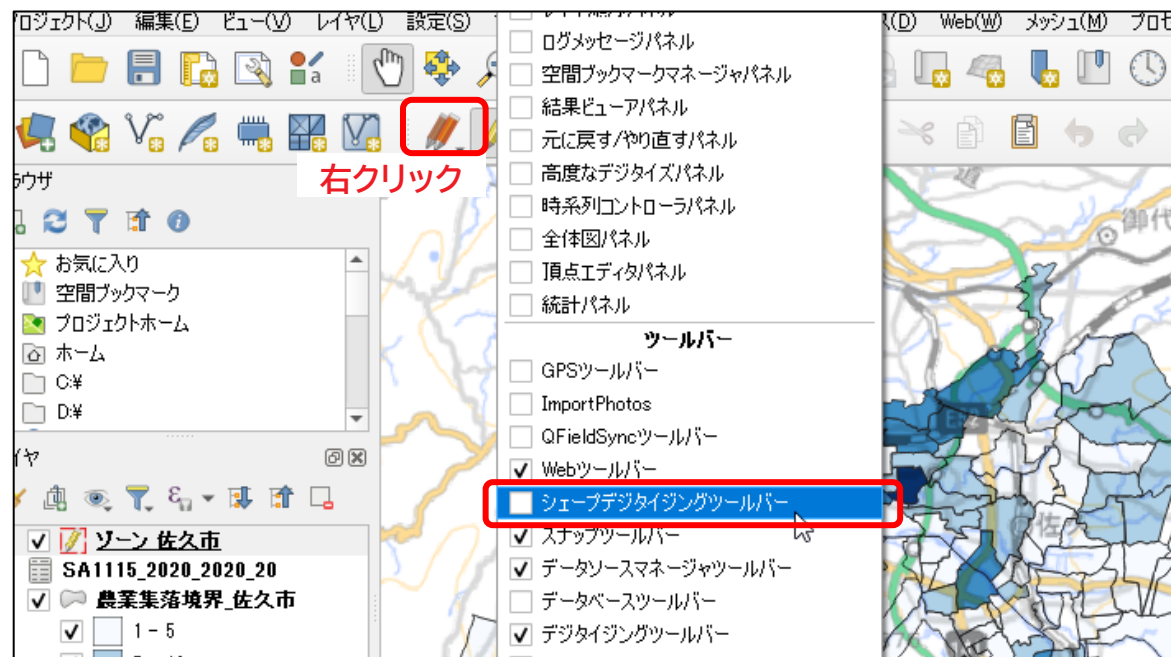 プロジェクト(J) 編集(E) ビュー(V) レイヤ(L) 設定(S)
ス(D) Web(W) メッシュ(M) プロセ
右クリック
ラウザ
お気に入り
空間ブックマーク
プロジェクトホーム
ホーム
C:¥
D:¥
イヤ
ゾーン 佐久市
SA1115_2020_2020_20
農業集落境界_佐久市
1 - 5
ログメッセージパネル
空間ブックマークマネージャパネル
結果ビューアパネル
元に戻す/やり直すパネル
高度なデジタイズパネル
時系列コントローラパネル
全体図パネル
頂点エディタパネル
統計パネル
ツールバー
GPSツールバー
ImportPhotos
QFieldSyncツールバー
Webツールバー
シェープデジタイジングツールバー
スナップツールバー
データソースマネージャツールバー
データベースツールバー
デジタイジングツールバー
御代
佐